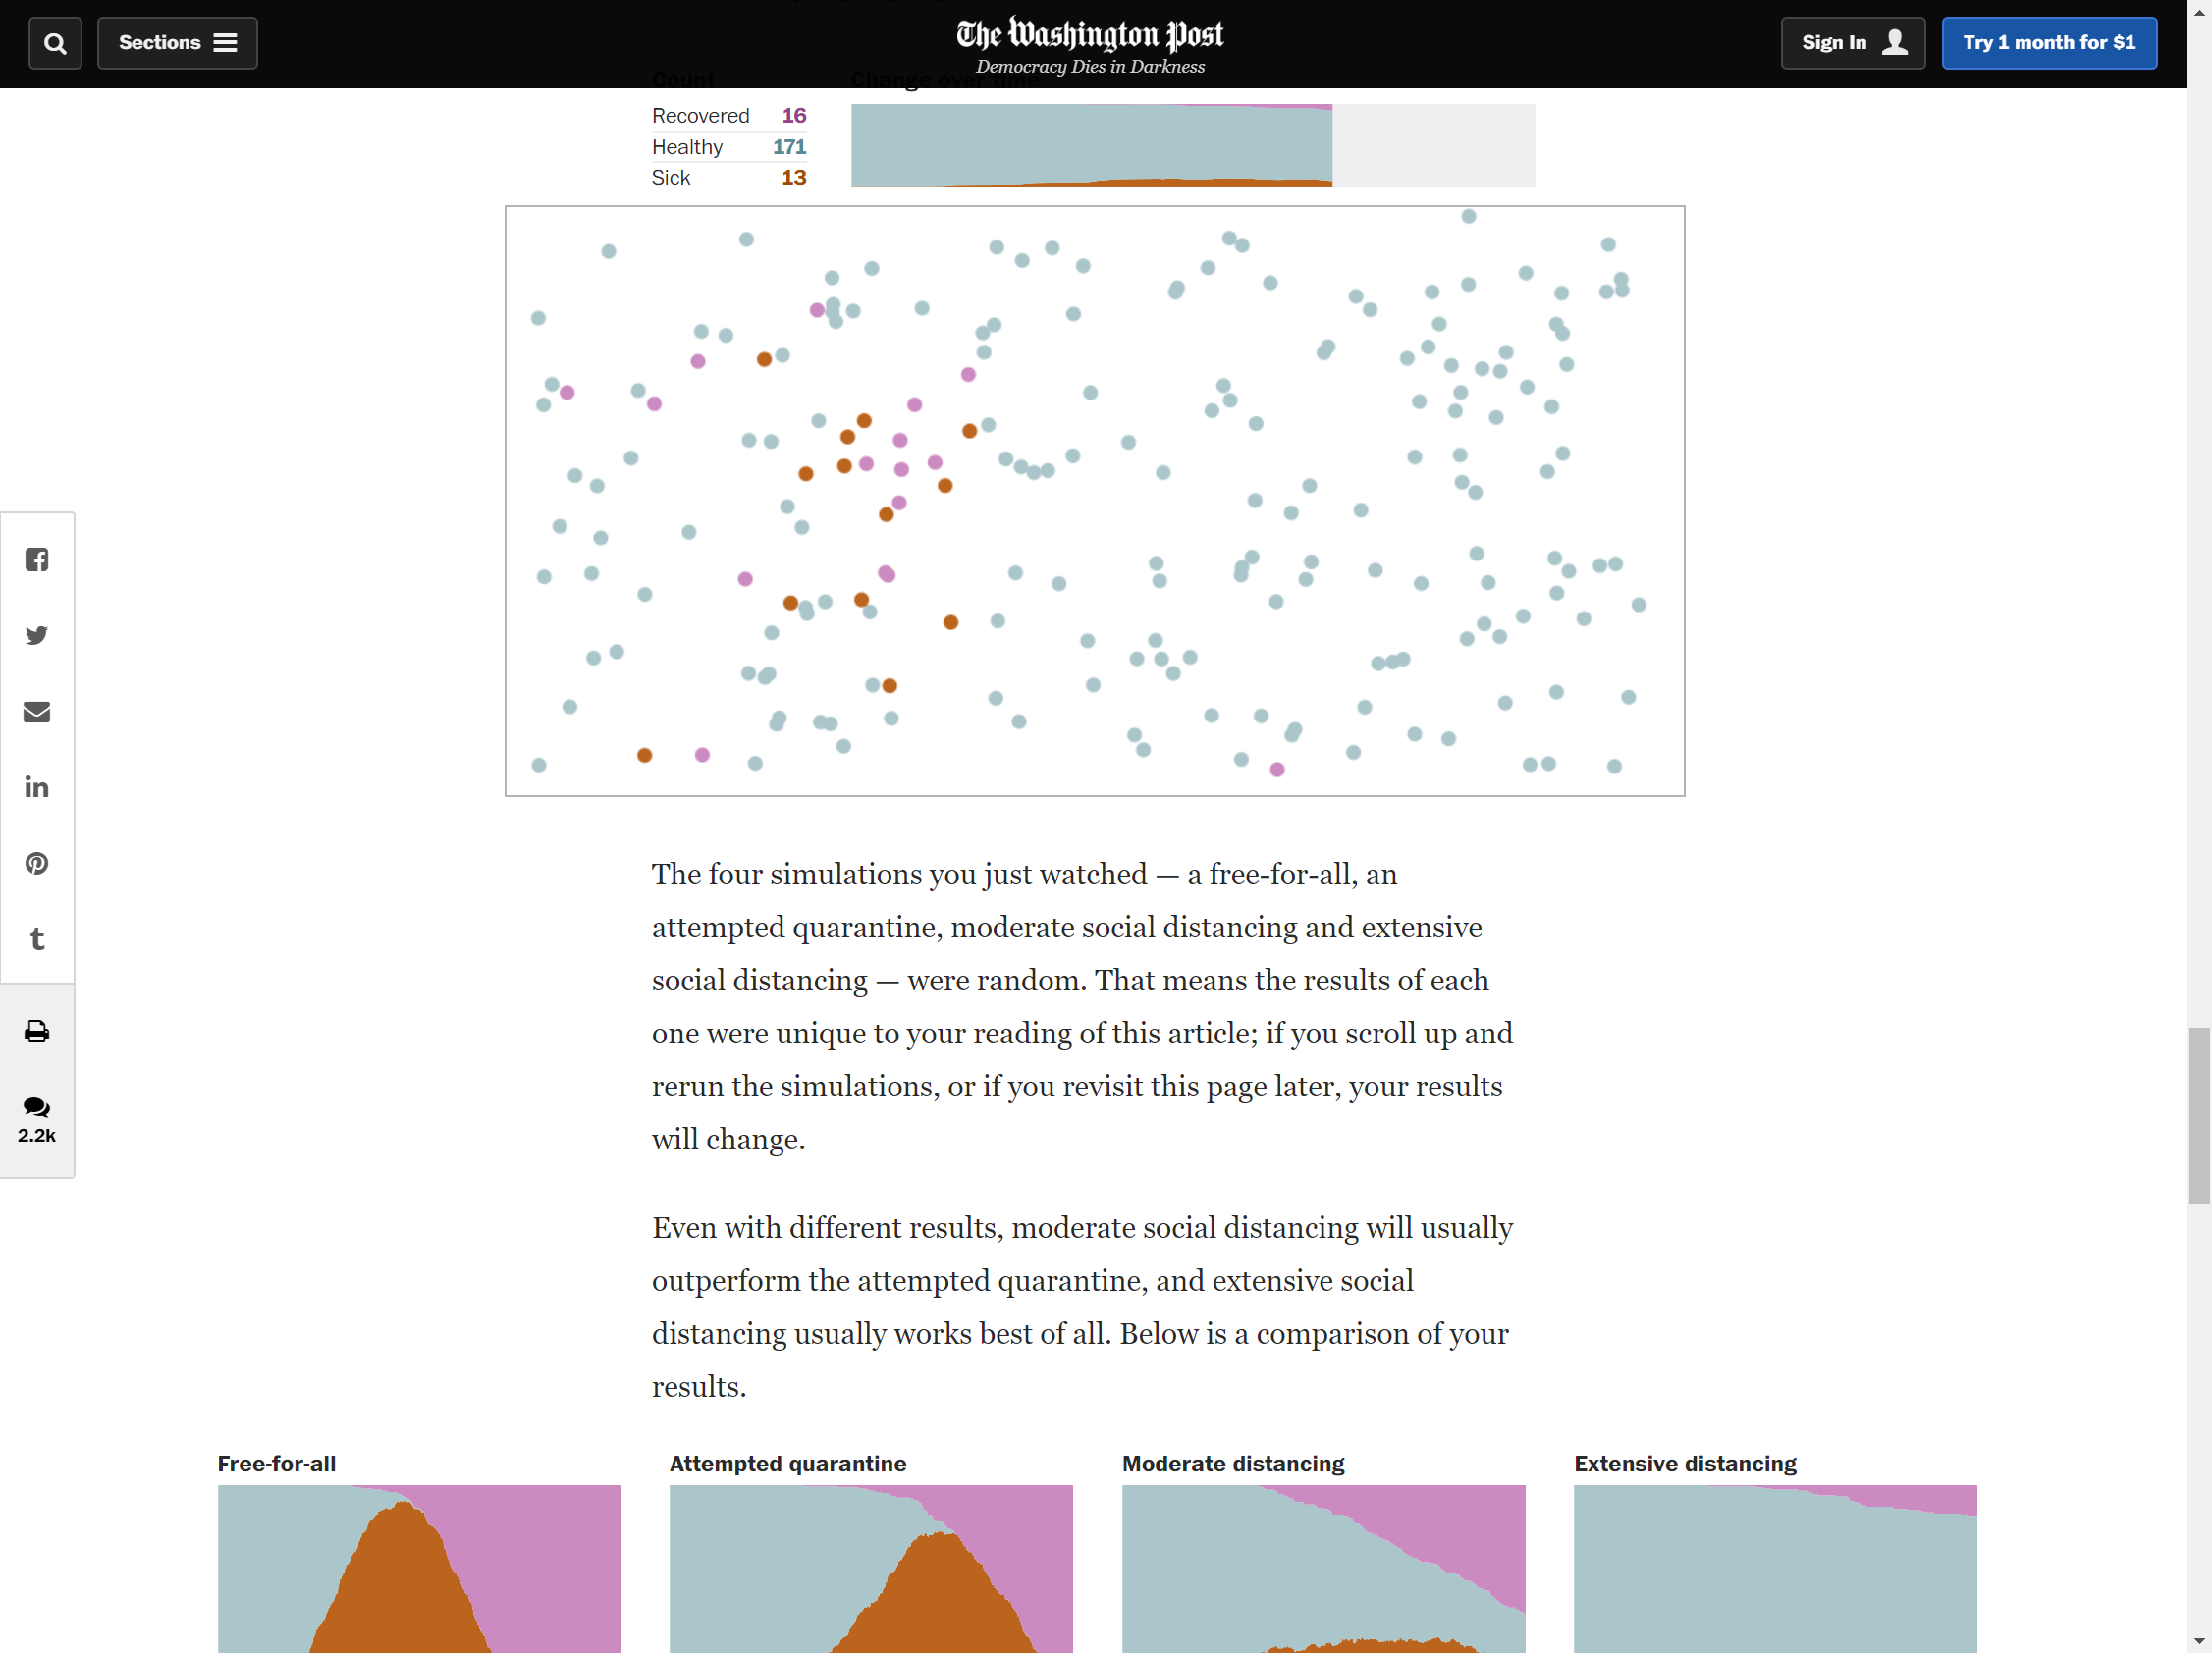 Sections
The Washington Post
Democracy Dies in Darkness
Sign In
Try 1 month for $1
Count
Change over time
Recovered 16
Healthy 171
Sick 13
The four simulations you just watched — a free-for-all, an
attempted quarantine, moderate social distancing and extensive
social distancing — were random. That means the results of each
one were unique to your reading of this article; if you scroll up and
rerun the simulations, or if you revisit this page later, your results
will change.
Even with different results, moderate social distancing will usually
outperform the attempted quarantine, and extensive social
distancing usually works best of all. Below is a comparison of your
results.
2.2k
Free-for-all
Attempted quarantine
Moderate distancing
Extensive distancing